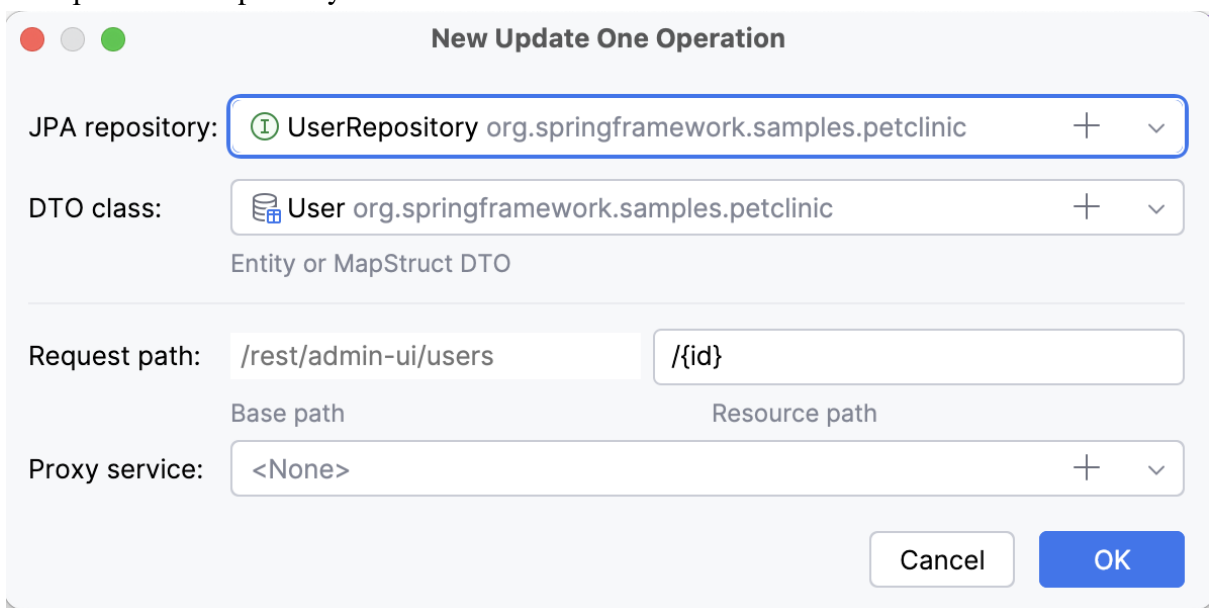 New Update One Operation
JPA repository: UserRepository org.springframework.samples.petclinic
DTO class: User org.springframework.samples.petclinic
Entity or MapStruct DTO
Request path: /rest/admin-ui/users /{id}
Base path Resource path
Proxy service: <None>
Cancel OK